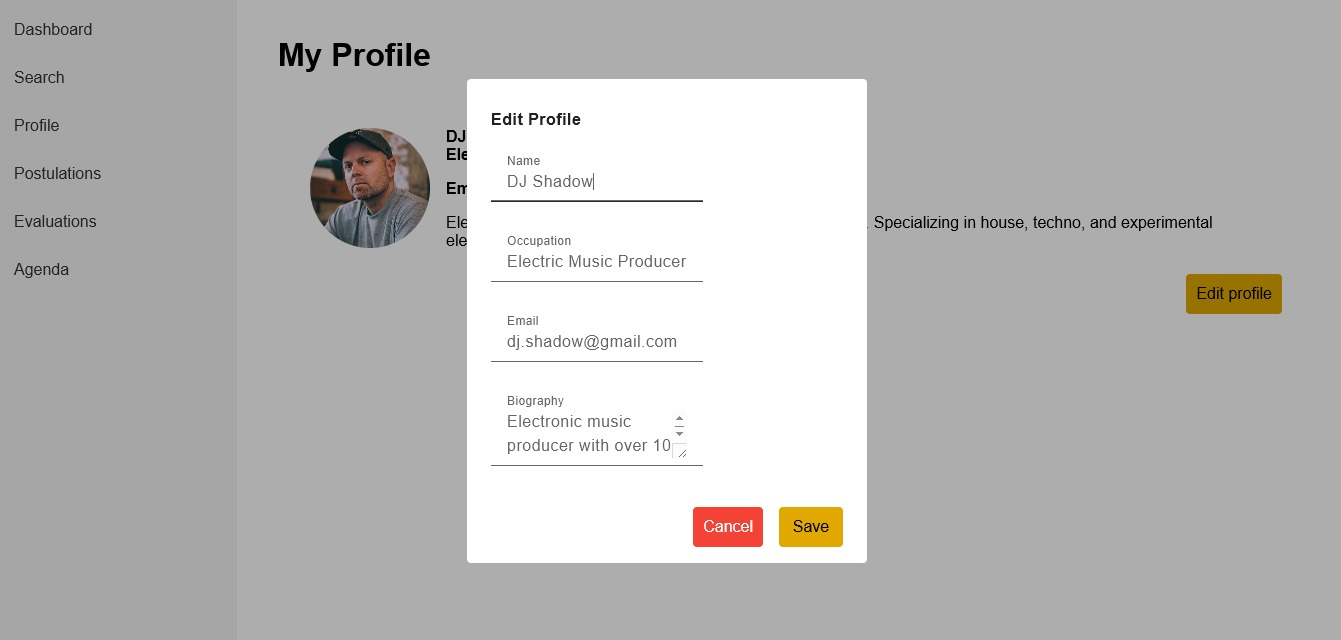 Dashboard
Search
Profile
Postulations
Evaluations
Agenda
My Profile
DJ
Ele
Em
Ele
. Specializing in house, techno, and experimental
ele
Edit profile
Edit Profile
Name
DJ Shadow
Occupation
Electric Music Producer
Email
dj.shadow@gmail.com
Biography
Electronic music
producer with over 10
Cancel
Save